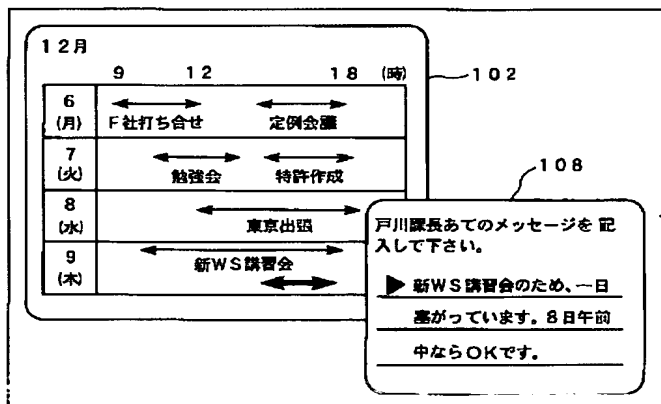 12月
9 12 18 (時)
102
6
(月)
F社打ち合せ 定例会議
7
(火)
勉強会 特許作成
108
8
(水)
東京出張
戸川課長あてのメッセージを 記
入して下さい。
9
(木)
新WS講習会
新WS講習会のため、一日
塞がっています。8日午前
中ならOKです。